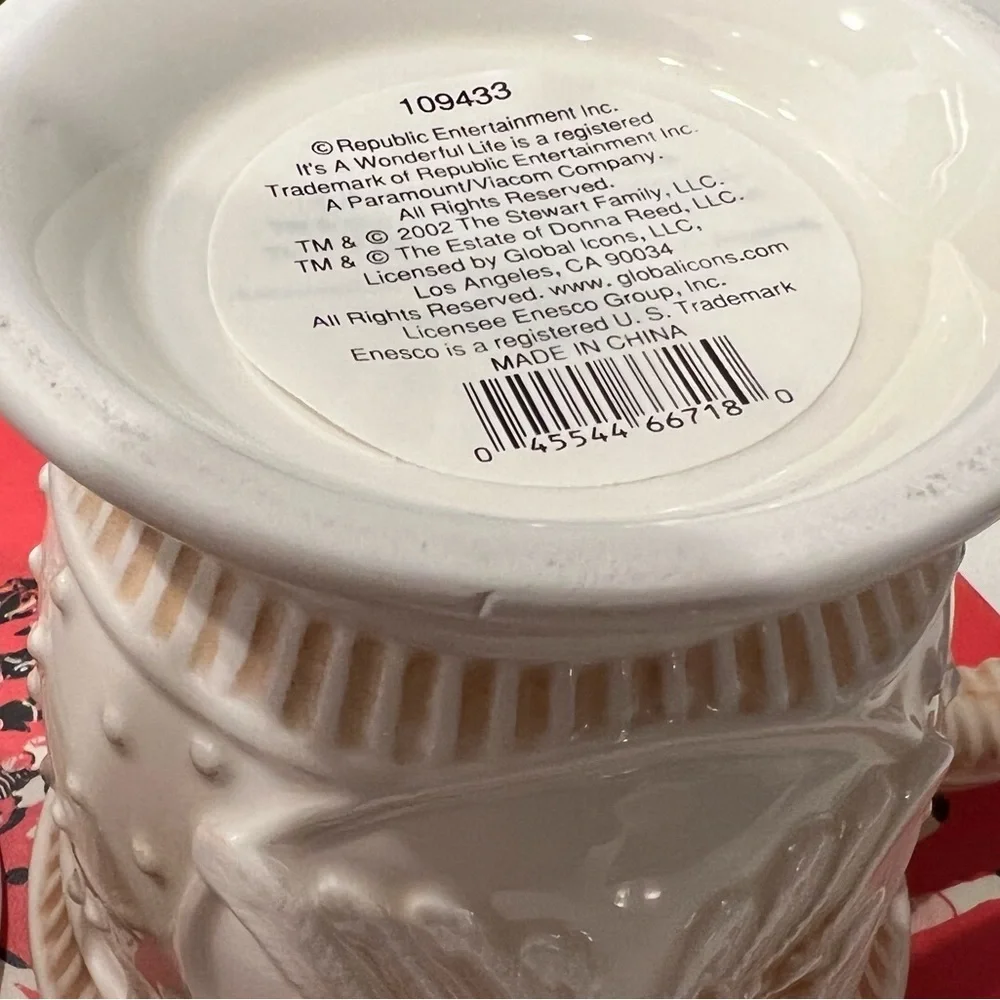 109433
© Republic Entertainment Inc.
It's A Wonderful Life is a registered
Trademark of Republic Entertainment Inc.
A Paramount/Viacom Company.
All Rights Reserved.
TM & © 2002 The Stewart Family, LLC.
TM & © The Estate of Donna Reed, LLC.
Licensed by Global Icons, LLC,
Los Angeles, CA 90034
All Rights Reserved. www. globalicons.com
Licensee Enesco Group, Inc.
Enesco is a registered U. S. Trademark
MADE IN CHINA
0 45544 66718 0